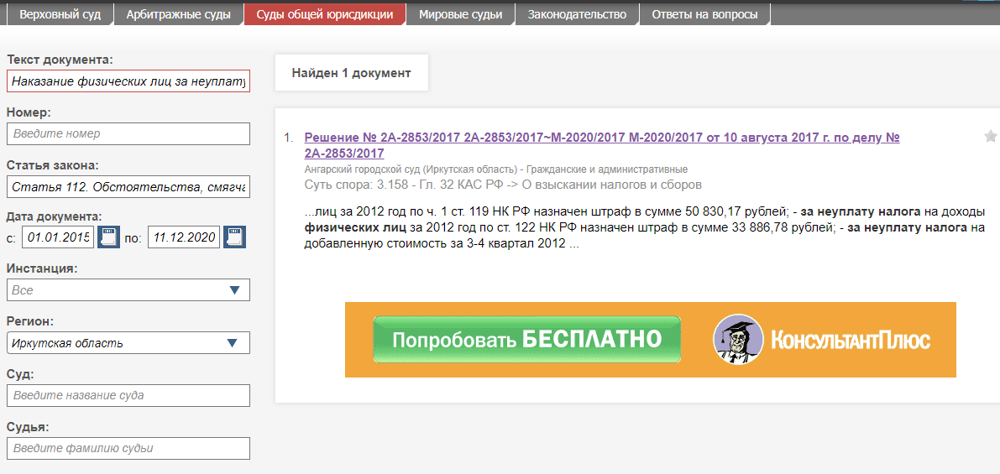 Верховный суд Арбитражные суды Суды общей юрисдикции Мировые судьи Законодательство Ответы на вопросы
Текст документа:
Наказание физических лиц за неуплату
Номер:
Введите номер
Статья закона:
Статья 112. Обстоятельства, смягча
Дата документа:
с: 01.01.2015 по: 11.12.2020
Инстанция:
Все
Регион:
Иркутская область
Суд:
Введите название суда
Судья:
Введите фамилию судьи
Найден 1 документ
1. Решение № 2А-2853/2017 2А-2853/2017~М-2020/2017 М-2020/2017 от 10 августа 2017 г. по делу №
2А-2853/2017
Ангарский городской суд (Иркутская область) - Гражданские и административные
Суть спора: 3.158 - Гл. 32 КАС РФ -> О взыскании налогов и сборов
...лиц за 2012 год по ч. 1 ст. 119 НК РФ назначен штраф в сумме 50 830,17 рублей; - за неуплату налога на доходы
физических лиц за 2012 год по ст. 122 НК РФ назначен штраф в сумме 33 886,78 рублей; - за неуплату налога на
добавленную стоимость за 3-4 квартал 2012 ...
Попробовать БЕСПЛАТНО КонсультантПлюс